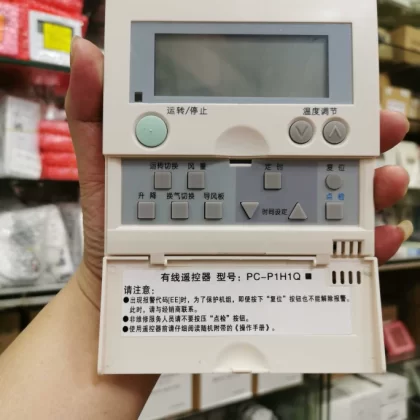 运转/停止 温度调节
运转切换 风量 定时 复位
升降 换气切换 导风板 时间设定 点检
有线遥控器 型号：PC-P1H1Q
请注意：
●出现报警代码(EE)时，为了保护机组，即使按下“复位”按钮也不能解除报警，
此时，请与经销商联系。
●非维修服务人员请不要按压“点检”按钮。
●使用遥控器前请仔细阅读随机附带的《操作手册》。